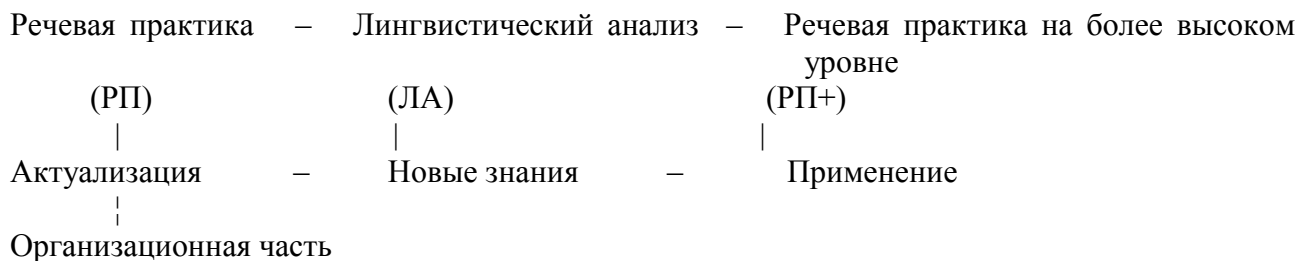 Речевая практика – Лингвистический анализ – Речевая практика на более высоком
уровне
(РП) (ЛА) (РП+)
| | |
Актуализация – Новые знания – Применение
¦
Организационная часть